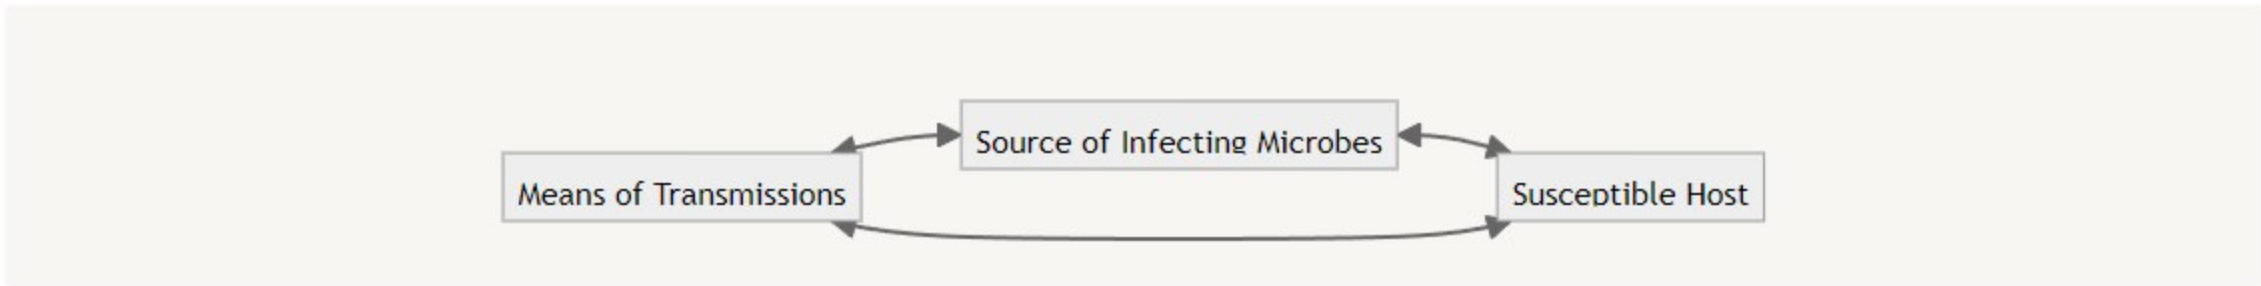 Source of Infecting Microbes
Means of Transmissions
Susceptible Host